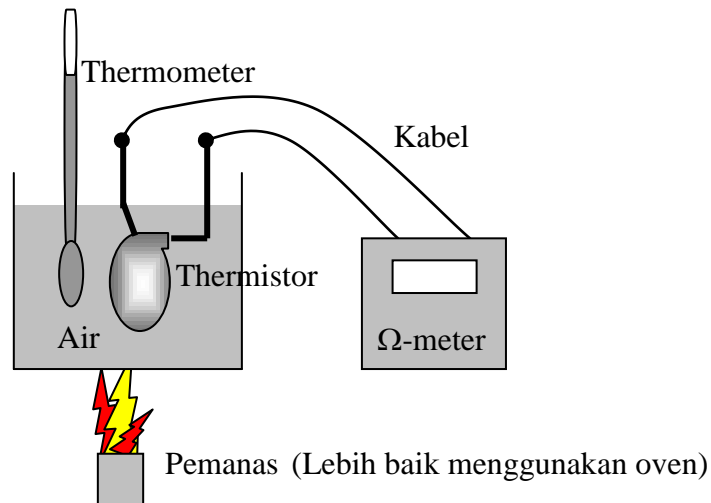 Thermometer
Kabel
Thermistor
Air
Ω-meter
Pemanas (Lebih baik menggunakan oven)